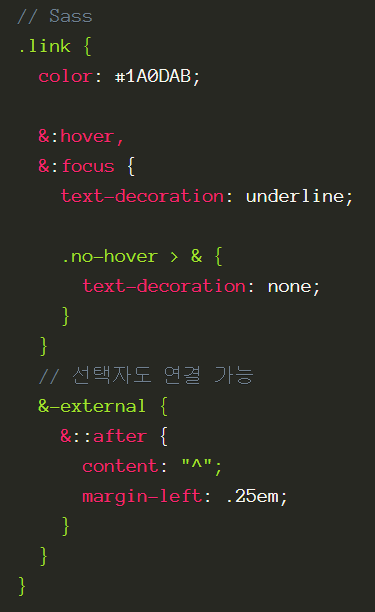 // Sass
.link {
  color: #1A0DAB;

  &:hover,
  &:focus {
    text-decoration: underline;

    .no-hover > & {
      text-decoration: none;
    }
  }
  // 선택자도 연결 가능
  &-external {
    &::after {
      content: "^";
      margin-left: .25em;
    }
  }
}